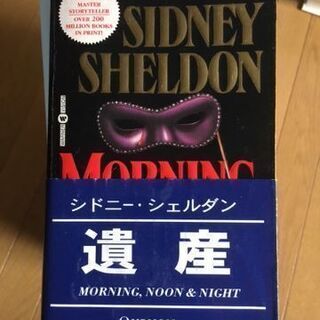 MASTER
STORYTELLER
OVER 200
MILLION BOOKS
IN PRINT!
SIDNEY
SHELDON
MORNING
シドニー・シェルダン
遺産
MORNING, NOON & NIGHT